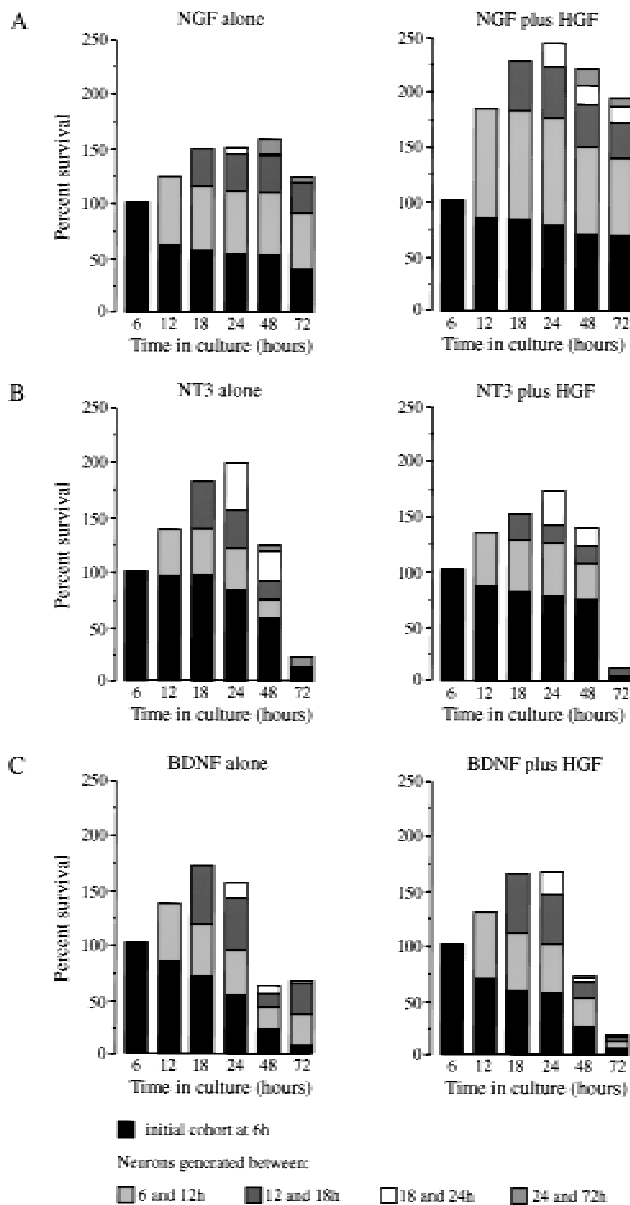 A
NGF alone
NGF plus HGF
Percent survival
250
200
150
100
50
0
6 12 18 24 48 72
Time in culture (hours)
250
200
150
100
50
0
6 12 18 24 48 72
Time in culture (hours)
B
NT3 alone
NT3 plus HGF
Percent survival
250
200
150
100
50
0
6 12 18 24 48 72
Time in culture (hours)
250
200
150
100
50
0
6 12 18 24 48 72
Time in culture (hours)
C
BDNF alone
BDNF plus HGF
Percent survival
250
200
150
100
50
0
6 12 18 24 48 72
Time in culture (hours)
250
200
150
100
50
0
6 12 18 24 48 72
Time in culture (hours)
initial cohort at 6h
Neurons generated between:
6 and 12h 12 and 18h 18 and 24h 24 and 72h